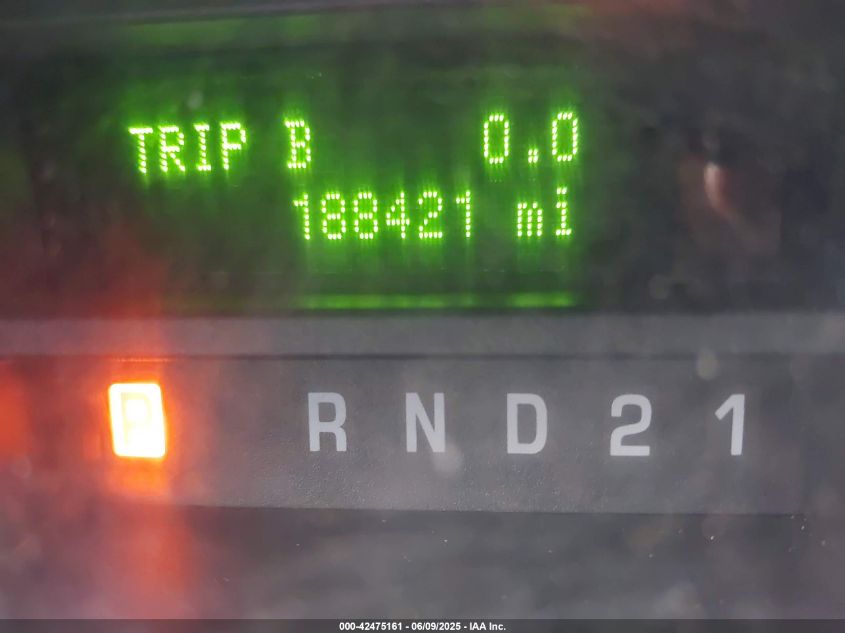 TRIP B 0.0
188421 mi
P R N D 2 1
000-42475161 - 06/09/2025 - IAA Inc.